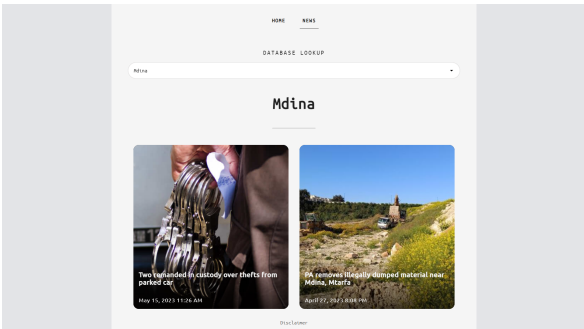 HOME NEWS
DATABASE LOOKUP
Mdina
Mdina
Two remanded in custody over thefts from
parked car
May 15, 2023 11:26 AM
PA removes illegally dumped material near
Mdina, Mtarfa
April 27, 2023 8:08 PM
Disclaimer